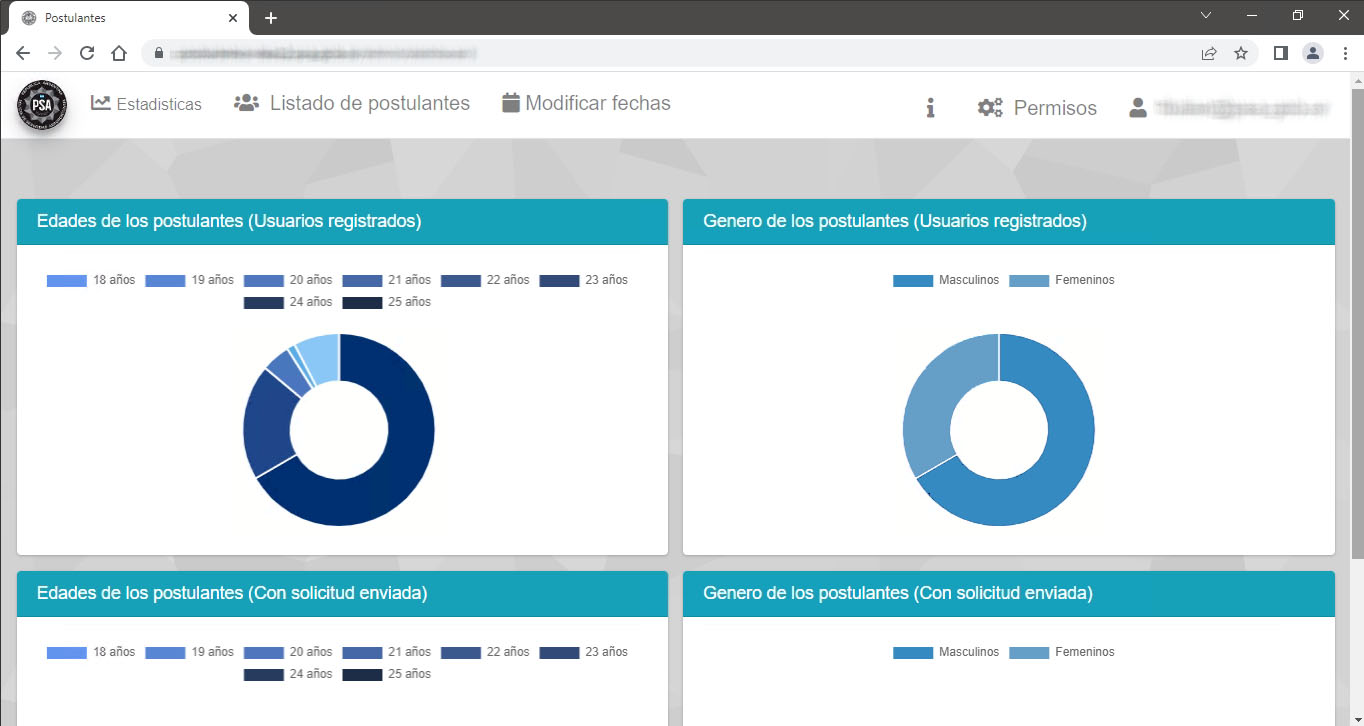 Postulantes
PSA
Estadisticas
Listado de postulantes
Modificar fechas
Permisos
Edades de los postulantes (Usuarios registrados)
18 años 19 años 20 años 21 años 22 años 23 años
24 años 25 años
Genero de los postulantes (Usuarios registrados)
Masculinos Femeninos
Edades de los postulantes (Con solicitud enviada)
18 años 19 años 20 años 21 años 22 años 23 años
24 años 25 años
Genero de los postulantes (Con solicitud enviada)
Masculinos Femeninos